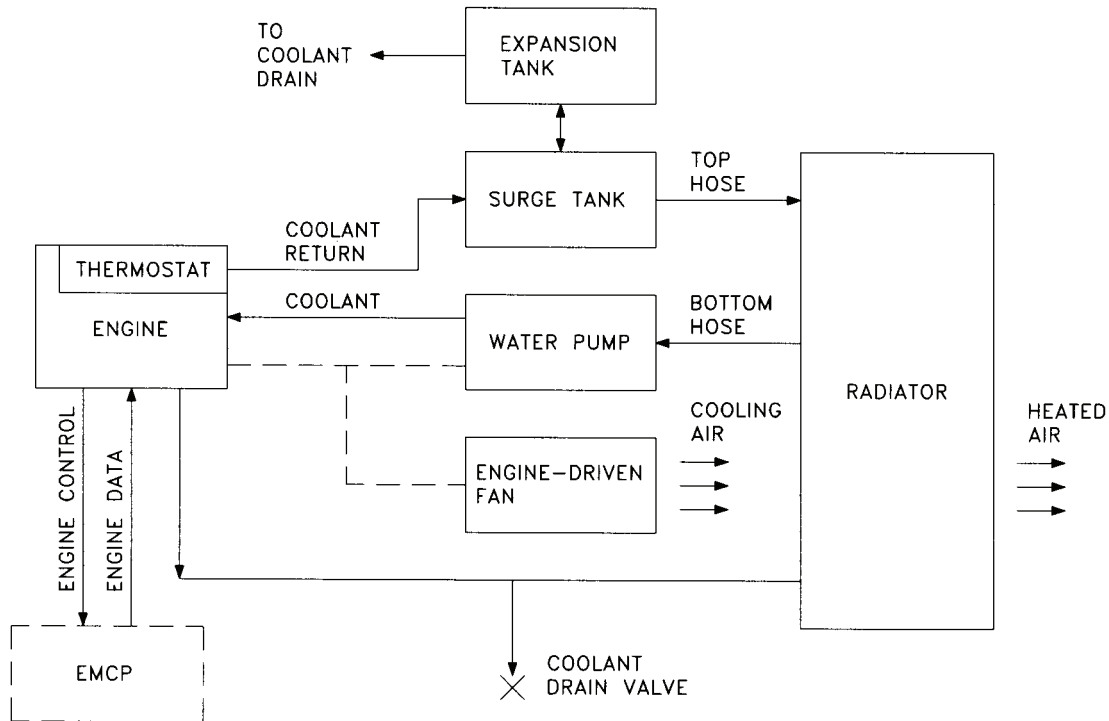 TO
COOLANT
DRAIN
EXPANSION
TANK
SURGE TANK
TOP
HOSE
COOLANT
RETURN
THERMOSTAT
ENGINE
COOLANT
WATER PUMP
BOTTOM
HOSE
RADIATOR
COOLING
AIR
HEATED
AIR
ENGINE-DRIVEN
FAN
ENGINE CONTROL
ENGINE DATA
EMCP
COOLANT
DRAIN VALVE